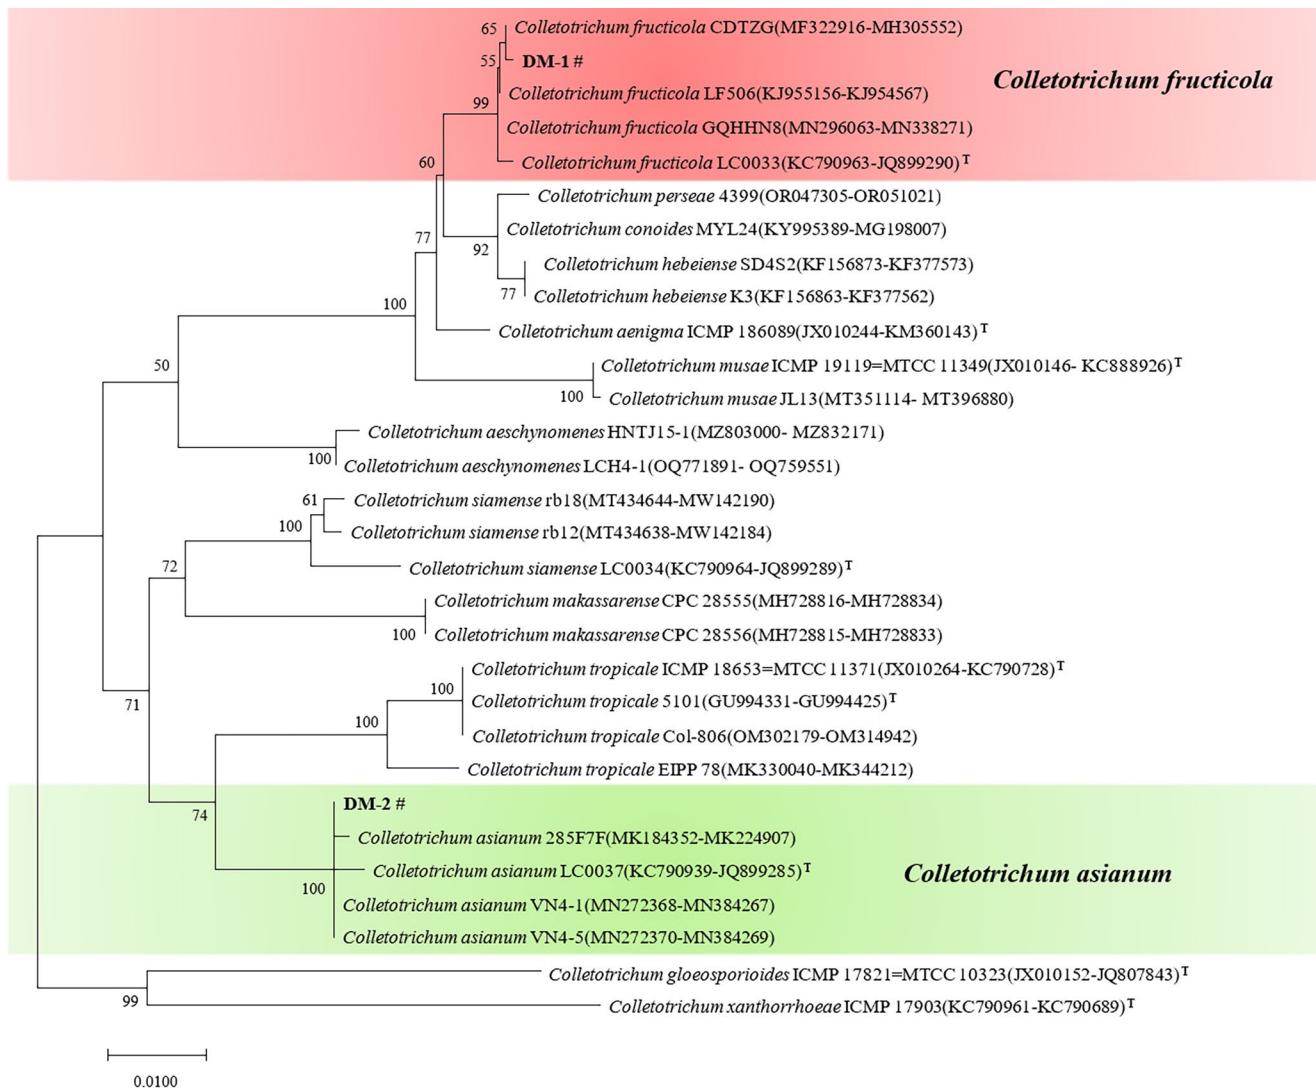 65
Colletotrichum fructicola CDTZG(MF322916-MH305552)
55
DM-1 #
Colletotrichum fructicola
Colletotrichum fructicola LF506(KJ955156-KJ954567)
99
Colletotrichum fructicola GQHHN8(MN296063-MN338271)
60
Colletotrichum fructicola LC0033(KC790963-JQ899290)T
Colletotrichum perseae 4399(OR047305-OR051021)
77
Colletotrichum conoides MYL24(KY995389-MG198007)
92
Colletotrichum hebeiense SD4S2(KF156873-KF377573)
77
Colletotrichum hebeiense K3(KF156863-KF377562)
100
Colletotrichum aenigma ICMP 186089(JX010244-KM360143)T
50
Colletotrichum musae ICMP 19119=MTCC 11349(JX010146- KC888926)T
100
Colletotrichum musae JL13(MT351114- MT396880)
Colletotrichum aeschynomenes HNTJ15-1(MZ803000- MZ832171)
100
Colletotrichum aeschynomenes LCH4-1(OQ771891- OQ759551)
61
Colletotrichum siamense rb18(MT434644-MW142190)
100
Colletotrichum siamense rb12(MT434638-MW142184)
72
Colletotrichum siamense LC0034(KC790964-JQ899289)T
Colletotrichum makassarense CPC 28555(MH728816-MH728834)
100
Colletotrichum makassarense CPC 28556(MH728815-MH728833)
Colletotrichum tropicale ICMP 18653=MTCC 11371(JX010264-KC790728)T
100
71
Colletotrichum tropicale 5101(GU994331-GU994425)T
100
Colletotrichum tropicale Col-806(OM302179-OM314942)
Colletotrichum tropicale EIPP 78(MK330040-MK344212)
74
DM-2 #
Colletotrichum asianum 285F7F(MK184352-MK224907)
Colletotrichum asianum LC0037(KC790939-JQ899285)T
Colletotrichum asianum
100
Colletotrichum asianum VN4-1(MN272368-MN384267)
Colletotrichum asianum VN4-5(MN272370-MN384269)
Colletotrichum gloeosporioides ICMP 17821=MTCC 10323(JX010152-JQ807843)T
99
Colletotrichum xanthorrhoeae ICMP 17903(KC790961-KC790689)T
0.0100